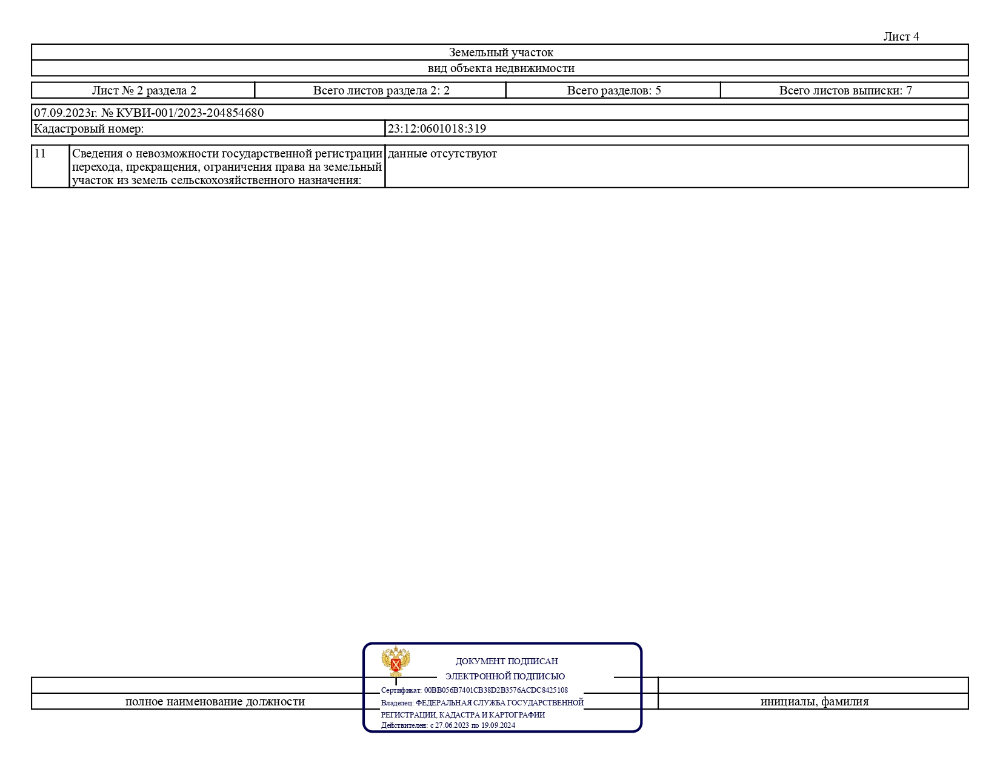 Лист 4
Земельный участок
вид объекта недвижимости
Лист № 2 раздела 2
Всего листов раздела 2: 2
Всего разделов: 5
Всего листов выписки: 7
07.09.2023г. № КУВИ-001/2023-204854680
Кадастровый номер:
23:12:0601018:319
11
Сведения о невозможности государственной регистрации
перехода, прекращения, ограничения права на земельный
участок из земель сельскохозяйственного назначения:
данные отсутствуют
ДОКУМЕНТ ПОДПИСАН
ЭЛЕКТРОННОЙ ПОДПИСЬЮ
Сертификат: 00BB056B7401CB38D2B3576ACDC8425108
Владелец: ФЕДЕРАЛЬНАЯ СЛУЖБА ГОСУДАРСТВЕННОЙ
РЕГИСТРАЦИИ, КАДАСТРА И КАРТОГРАФИИ
Действителен: с 27.06.2023 по 19.09.2024
полное наименование должности
инициалы, фамилия